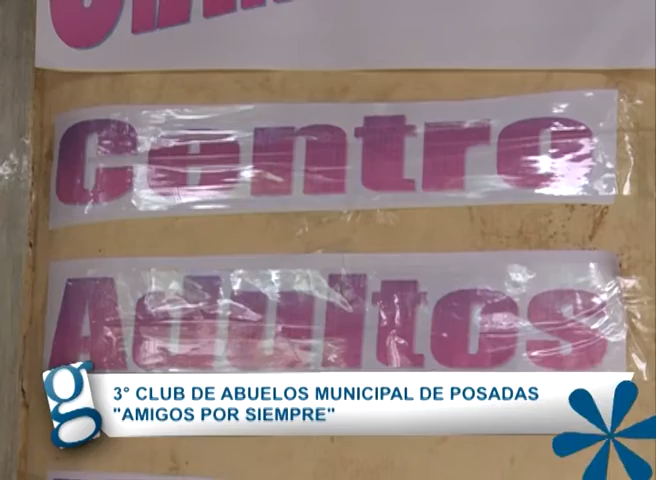 Centro
Adultos
3° CLUB DE ABUELOS MUNICIPAL DE POSADAS
"AMIGOS POR SIEMPRE"
g